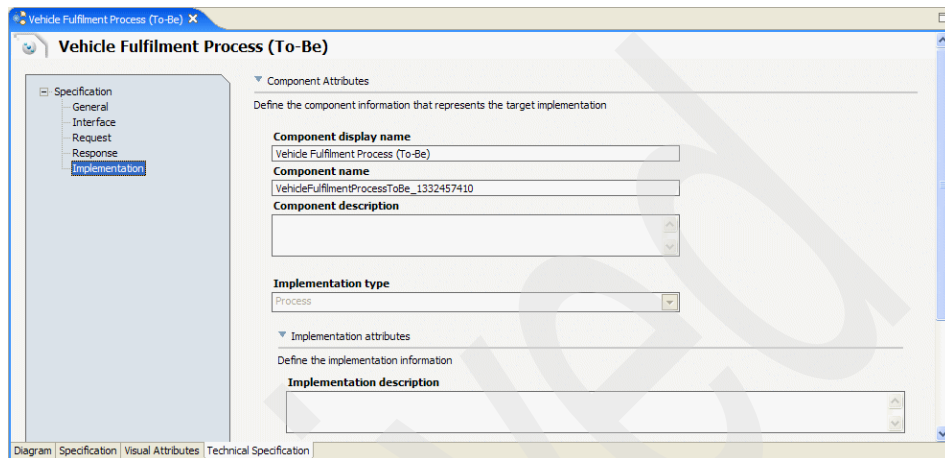 Vehicle Fulfilment Process (To-Be)
Vehicle Fulfilment Process (To-Be)
Specification
General
Interface
Request
Response
Implementation
Component Attributes
Define the component information that represents the target implementation
Component display name
Vehicle Fulfilment Process (To-Be)
Component name
VehicleFulfilmentProcessToBe_1332457410
Component description
Implementation type
Process
Implementation attributes
Define the implementation information
Implementation description
Diagram Specification Visual Attributes Technical Specification